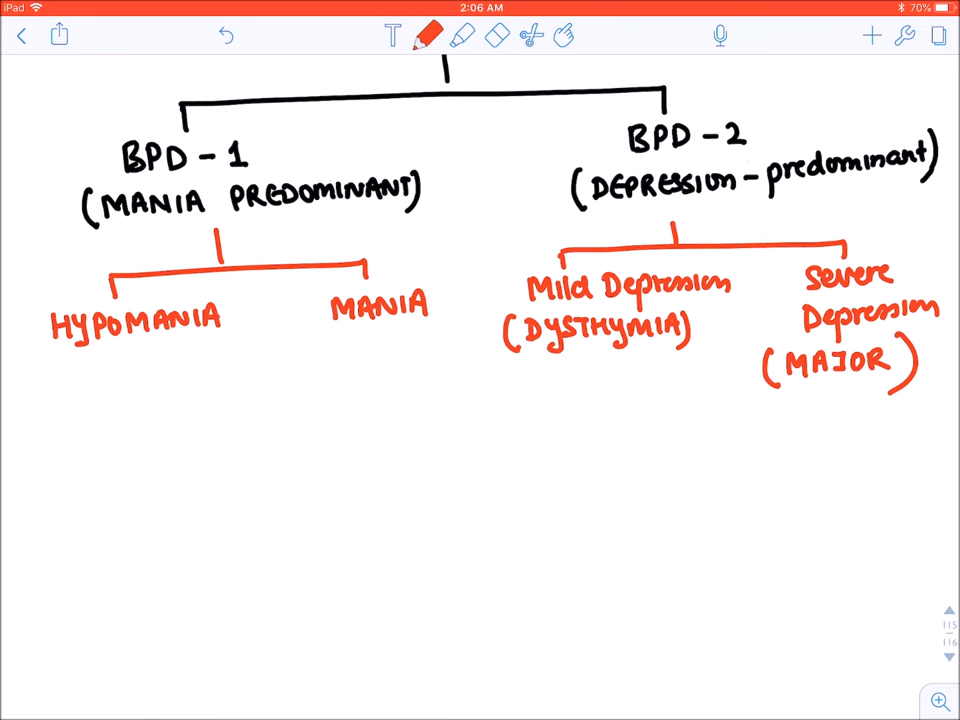 iPad 2:06 AM 70%
T
BPD - 1
(MANIA PREDOMINANT)
BPD - 2
(DEPRESSION - predominant)
HYPOMANIA
MANIA
Mild Depression
(DYSTHYMIA)
Severe
Depression
(MAJOR)
115
116